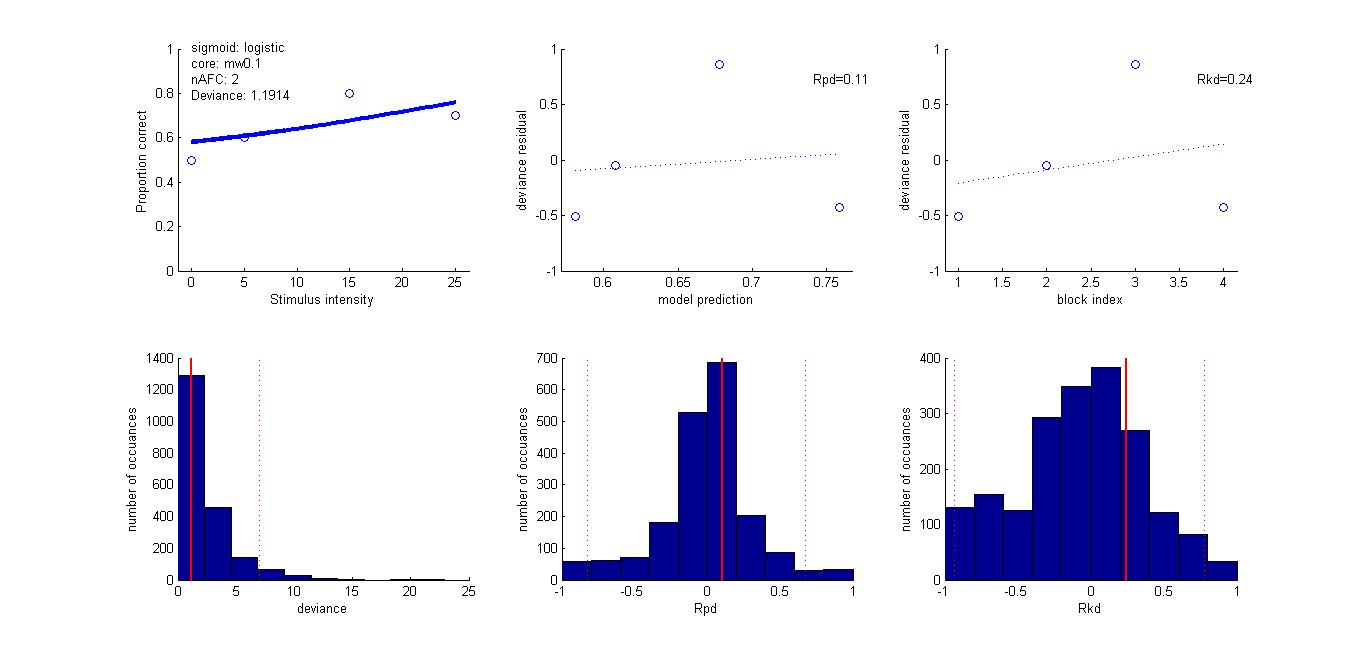 sigmoid: logistic
core: mw0.1
nAFC: 2
Deviance: 1.1914
Proportion correct
1
0.8
0.6
0.4
0.2
0
0 5 10 15 20 25
Stimulus intensity
Rpd=0.11
deviance residual
1
0.5
0
-0.5
-1
0.6 0.65 0.7 0.75
model prediction
Rkd=0.24
deviance residual
1
0.5
0
-0.5
-1
1 1.5 2 2.5 3 3.5 4
block index
number of occuances
1400
1200
1000
800
600
400
200
0
0 5 10 15 20 25
deviance
number of occuances
700
600
500
400
300
200
100
0
-1 -0.5 0 0.5 1
Rpd
number of occuances
400
300
200
100
0
-1 -0.5 0 0.5 1
Rkd